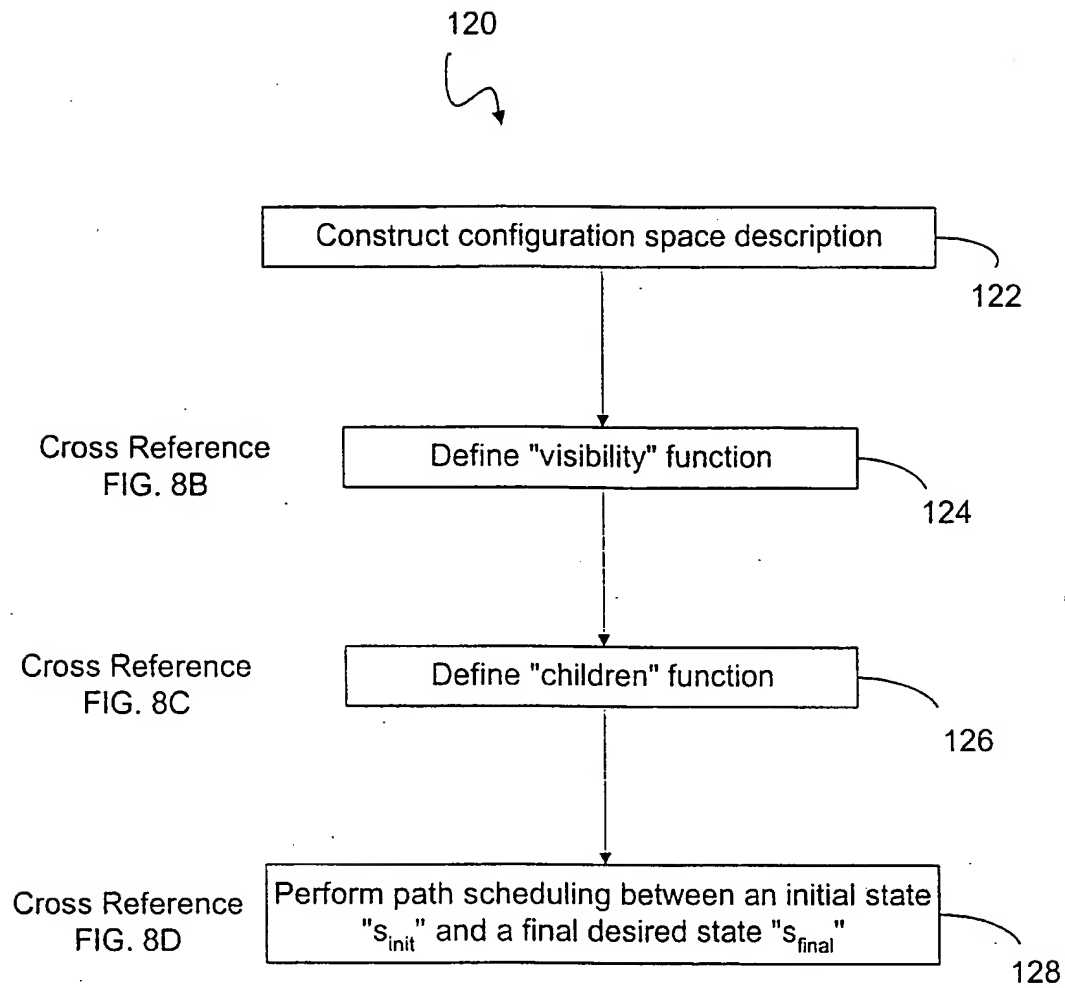 120
Construct configuration space description
122
Cross Reference
FIG. 8B
Define "visibility" function
124
Cross Reference
FIG. 8C
Define "children" function
126
Cross Reference
FIG. 8D
Perform path scheduling between an initial state
"s_init" and a final desired state "s_final"
128